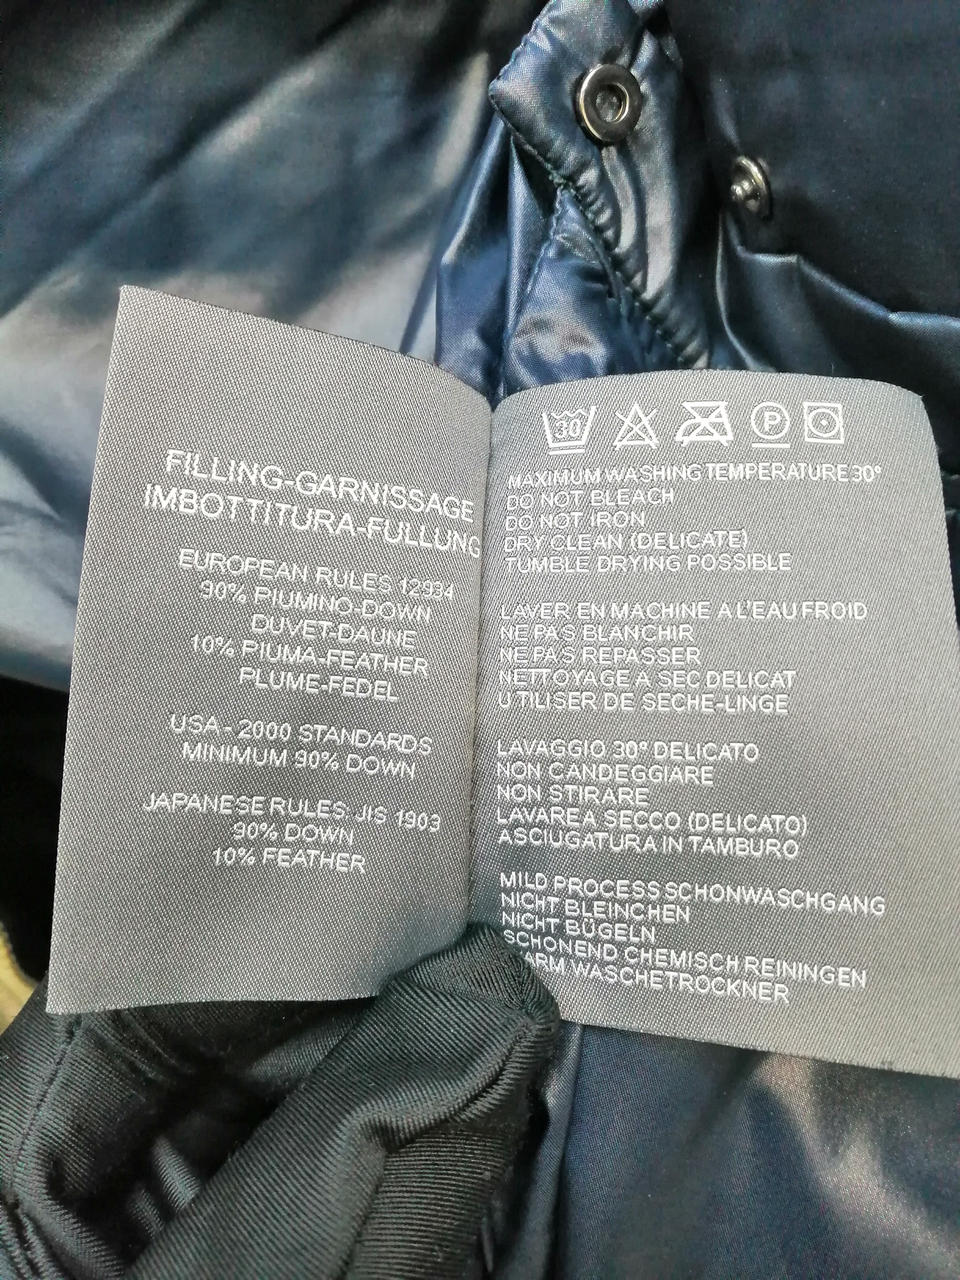 FILLING-GARNISSAGE
IMBOTTITURA-FULLUNG
EUROPEAN RULES 12934
90% PIUMINO-DOWN
DUVET-DAUNE
10% PIUMA-FEATHER
PLUME-FEDEL
USA - 2000 STANDARDS
MINIMUM 90% DOWN
JAPANESE RULES. JIS 1903
90% DOWN
10% FEATHER
30 P
MAXIMUM WASHING TEMPERATURE 30°
DO NOT BLEACH
DO NOT IRON
DRY CLEAN (DELICATE)
TUMBLE DRYING POSSIBLE
LAVER EN MACHINE A L'EAU FROID
NE PAS BLANCHIR
NE PAS REPASSER
NETTOYAGE A SEC DELICAT
UTILISER DE SECHE-LINGE
LAVAGGIO 30° DELICATO
NON CANDEGGIARE
NON STIRARE
LAVARE A SECCO (DELICATO)
ASCIUGATURA IN TAMBURO
MILD PROCESS SCHONWASCHGANG
NICHT BLEINCHEN
NICHT BÜGELN
SCHONEND CHEMISCH REININGEN
WASCHETROCKNER